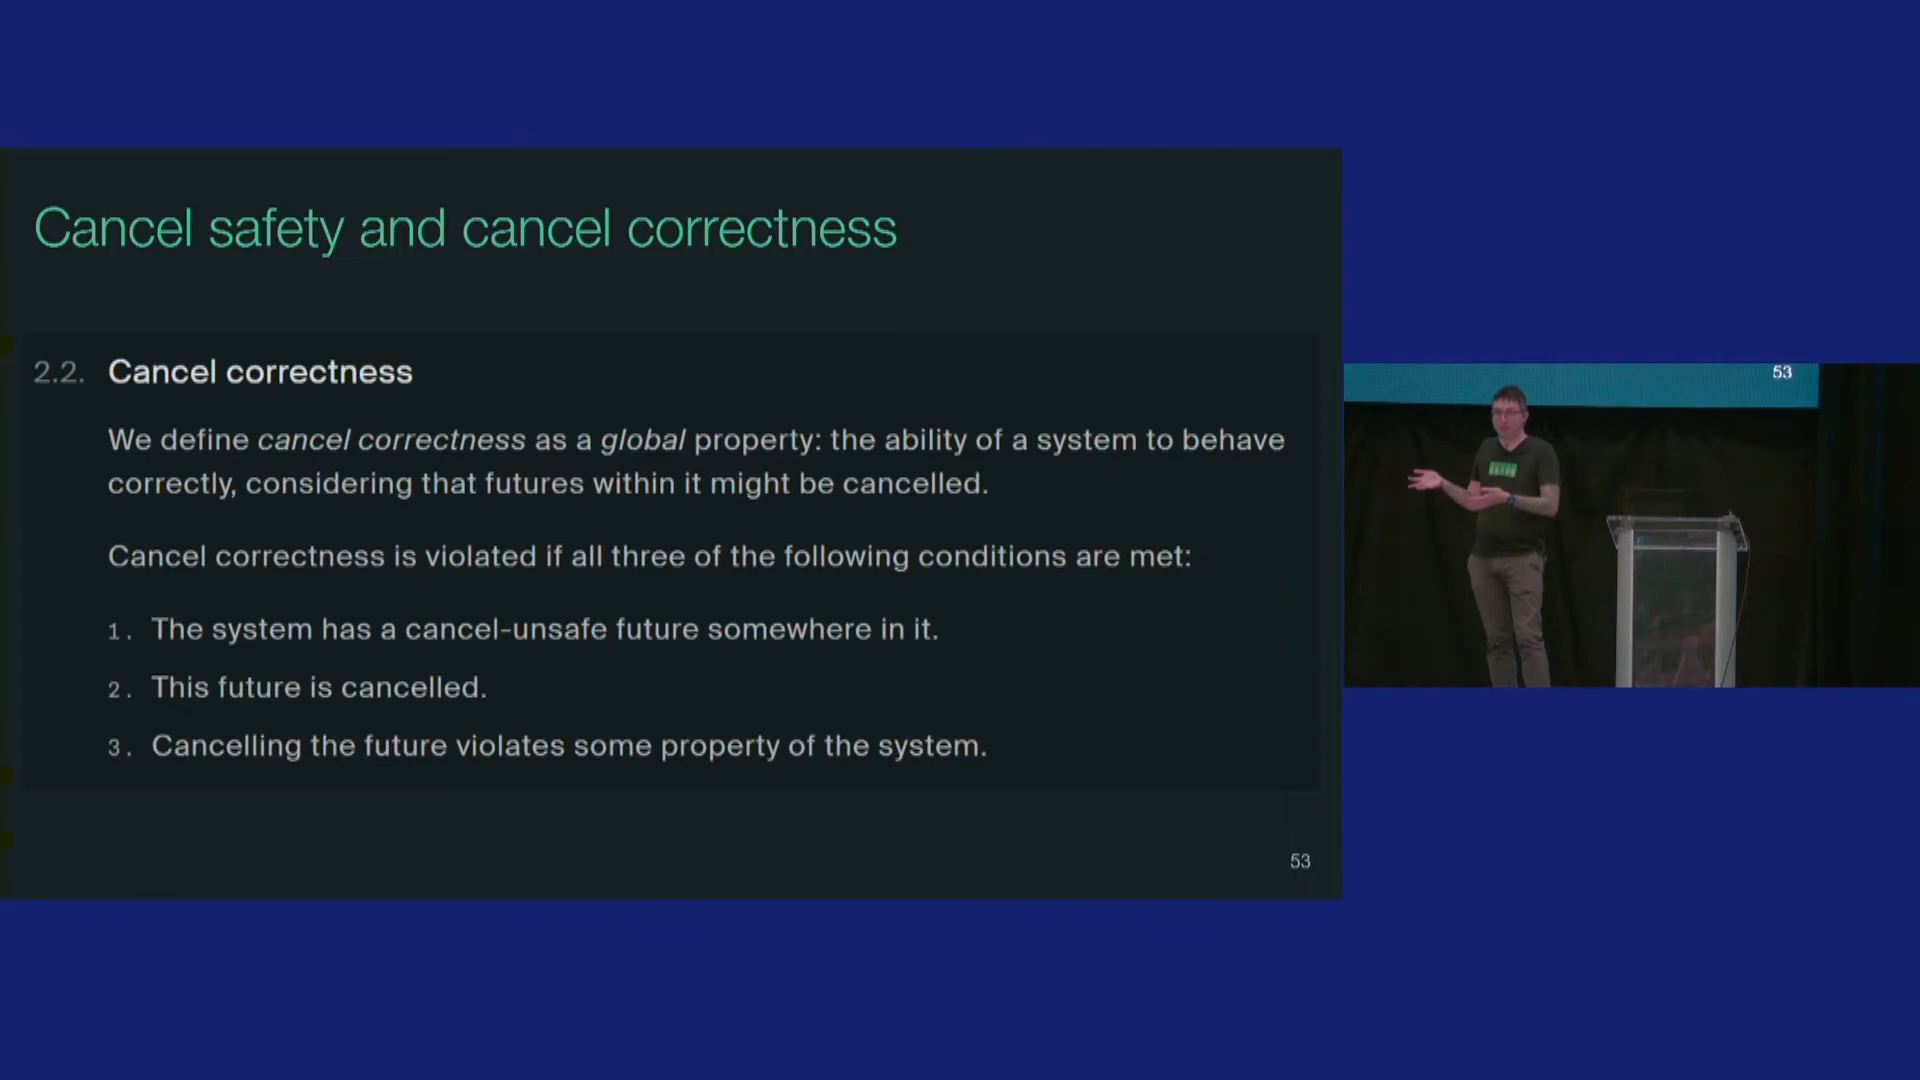 Cancel safety and cancel correctness
2.2. Cancel correctness
We define cancel correctness as a global property: the ability of a system to behave
correctly, considering that futures within it might be cancelled.
Cancel correctness is violated if all three of the following conditions are met:
1. The system has a cancel-unsafe future somewhere in it.
2. This future is cancelled.
3. Cancelling the future violates some property of the system.
53
53